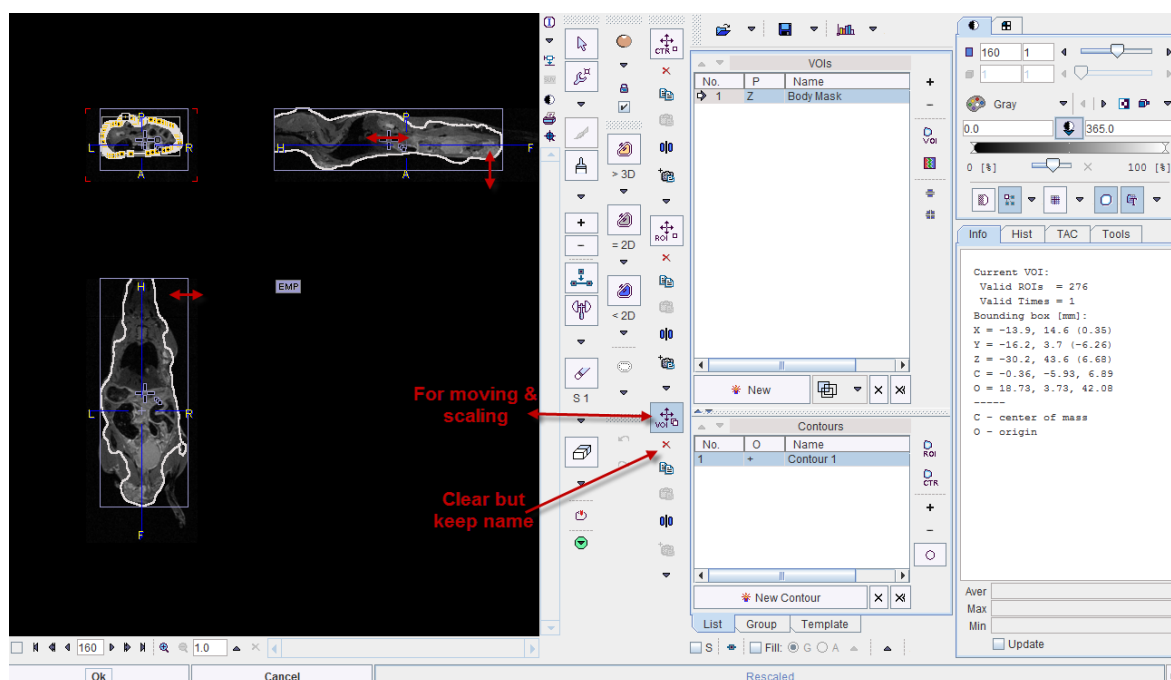 CTR
160 1
1 1
VOIs
No. P Name
1 Z Body Mask
VOI
Gray
0.0 365.0
0 [%] 100 [%]
P
L R
A
P
H F
A
> 3D
= 2D
< 2D
ROI
Info Hist TAC Tools
Current VOI:
Valid ROIs = 276
Valid Times = 1
Bounding box [mm]:
X = -13.9, 14.6 (0.35)
Y = -16.2, 3.7 (-6.26)
Z = -30.2, 43.6 (6.68)
C = -0.36, -5.93, 6.89
O = 18.73, 3.73, 42.08
-----
C - center of mass
O - origin
H
EMP
L R
F
New
For moving &
scaling
S 1
VOI
Contours
No. O Name
1 + Contour 1
ROI
CTR
Clear but
keep name
New Contour
Aver
Max
Min
Update
List Group Template
160 1.0
S Fill: G A
Ok Cancel Rescaled